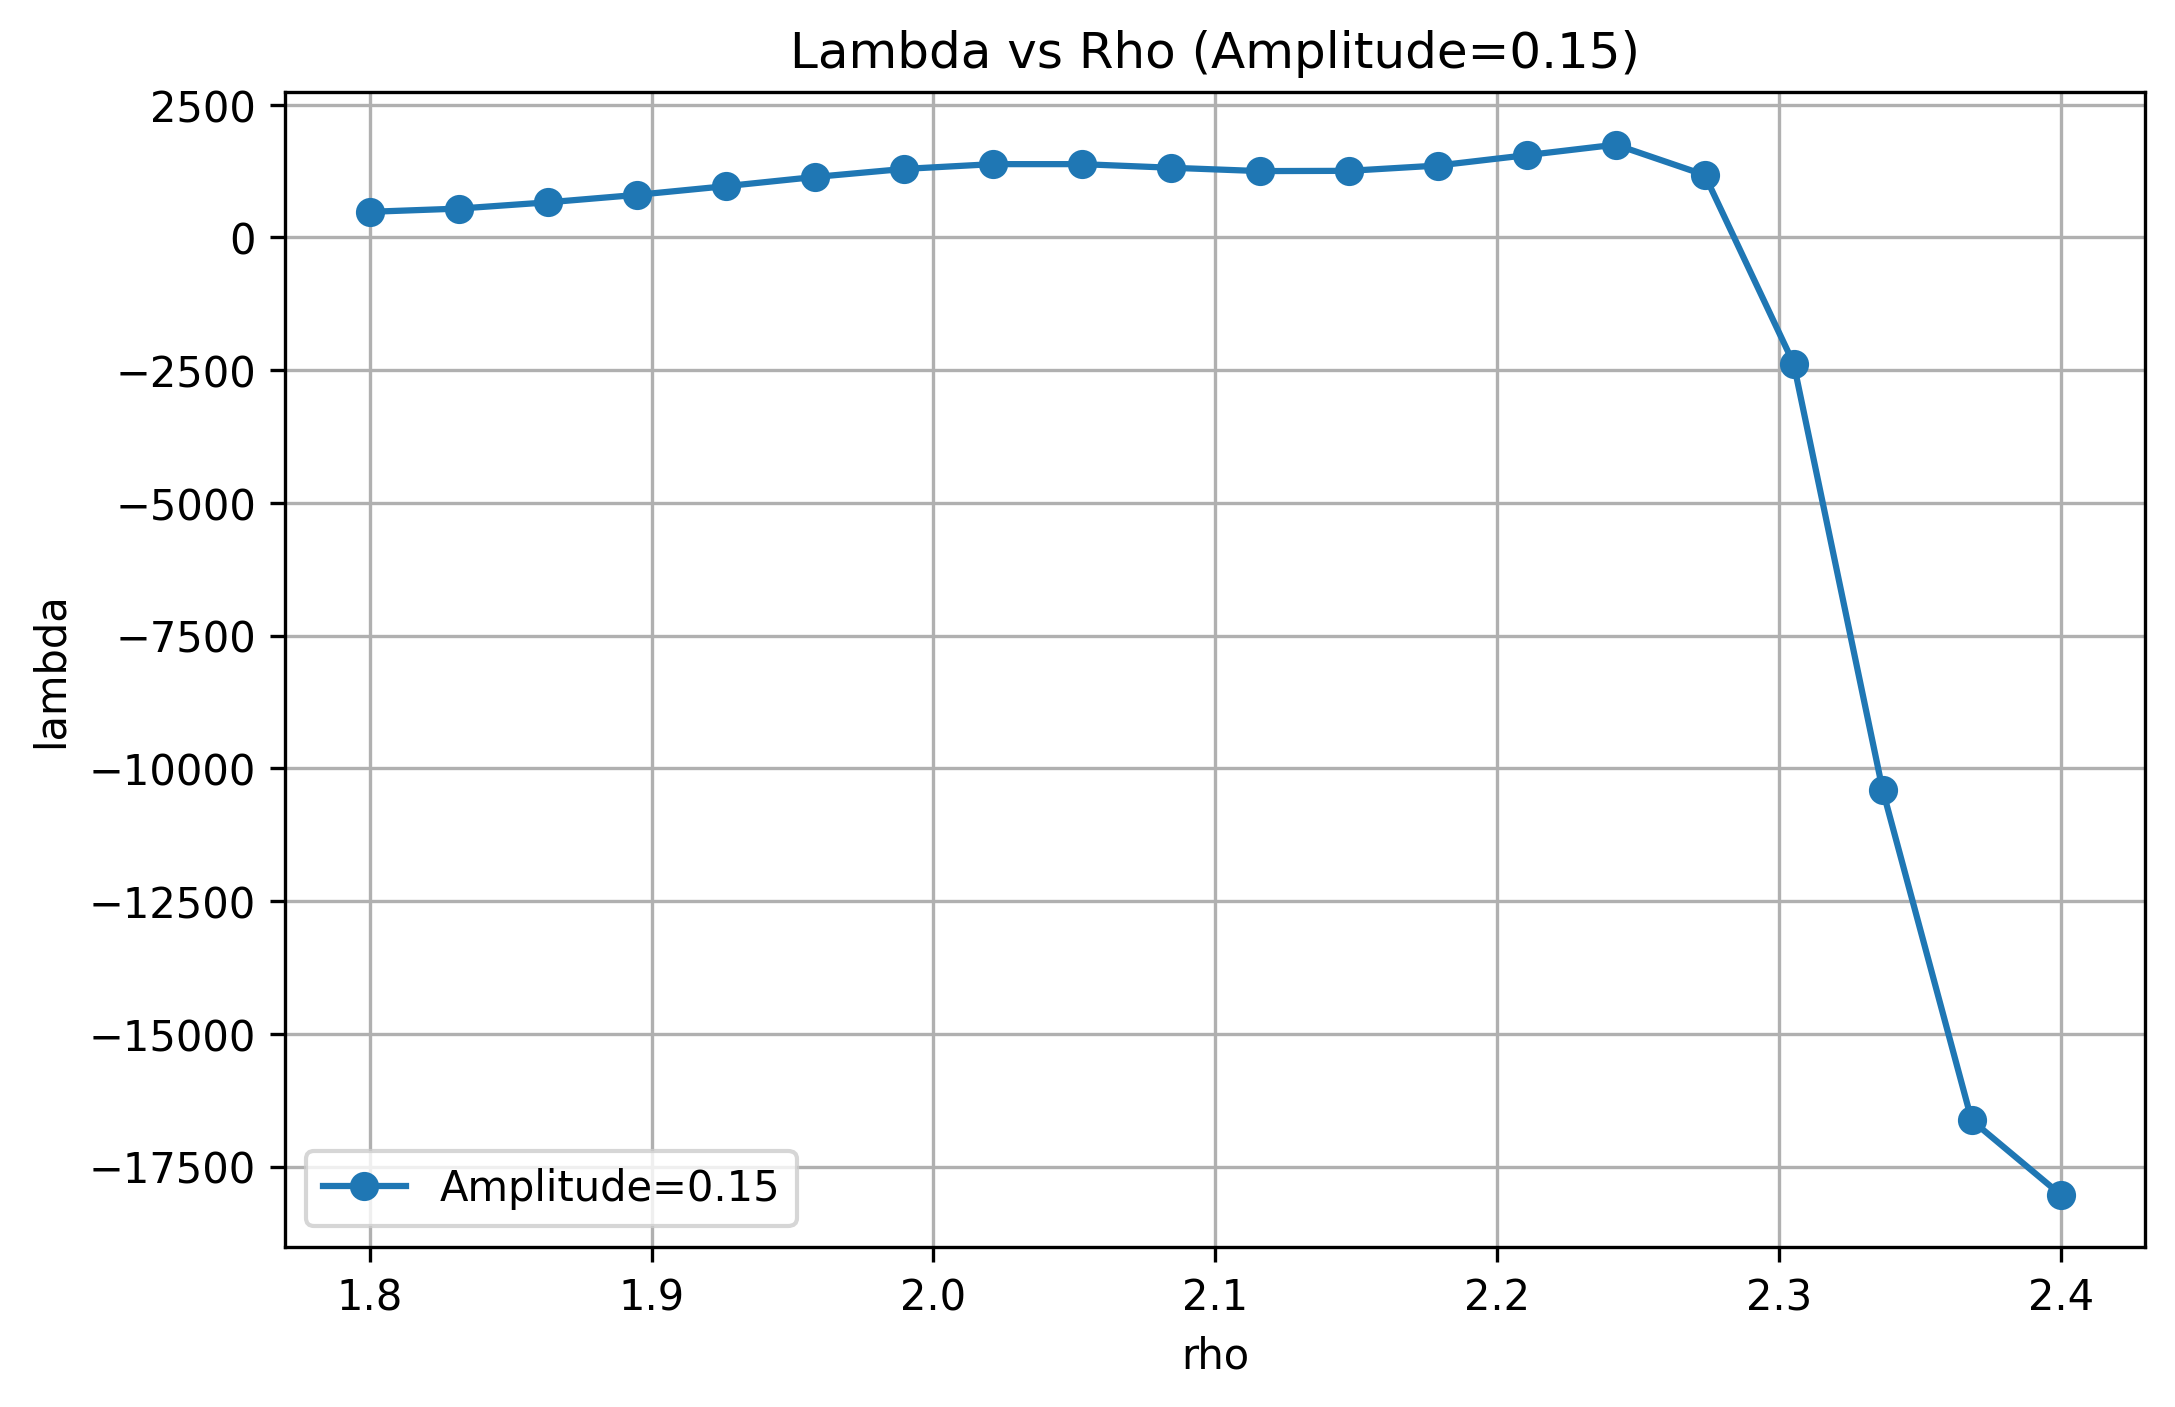 Lambda vs Rho (Amplitude=0.15)
2500
0
−2500
−5000
−7500
−10000
−12500
−15000
−17500
lambda
Amplitude=0.15
1.8 1.9 2.0 2.1 2.2 2.3 2.4
rho